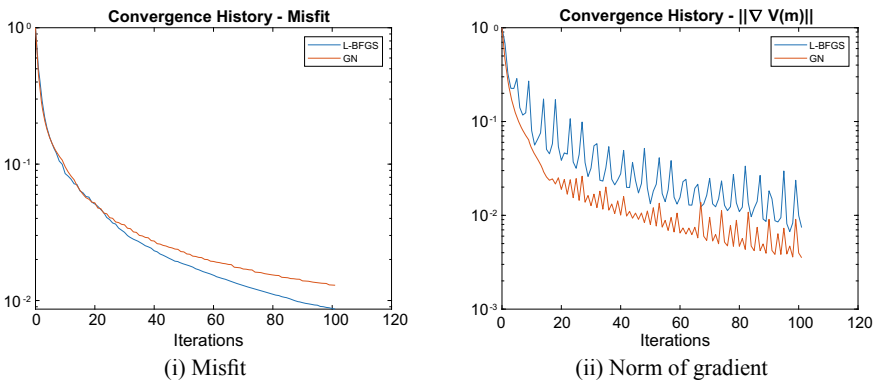 Convergence History - Misfit
10^0
10^-1
10^-2
L-BFGS
GN
0 20 40 60 80 100 120
Iterations
(i) Misfit
Convergence History - ||∇ V(m)||
10^0
10^-1
10^-2
10^-3
L-BFGS
GN
0 20 40 60 80 100 120
Iterations
(ii) Norm of gradient